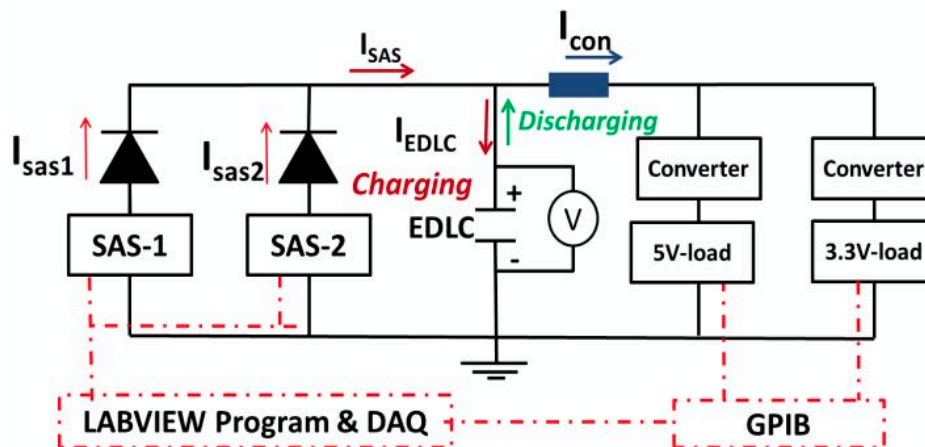 I_SAS
I_con
I_sas1
I_sas2
I_EDLC
Discharging
Charging
+
EDLC
-
V
SAS-1
SAS-2
Converter
Converter
5V-load
3.3V-load
LABVIEW Program & DAQ
GPIB